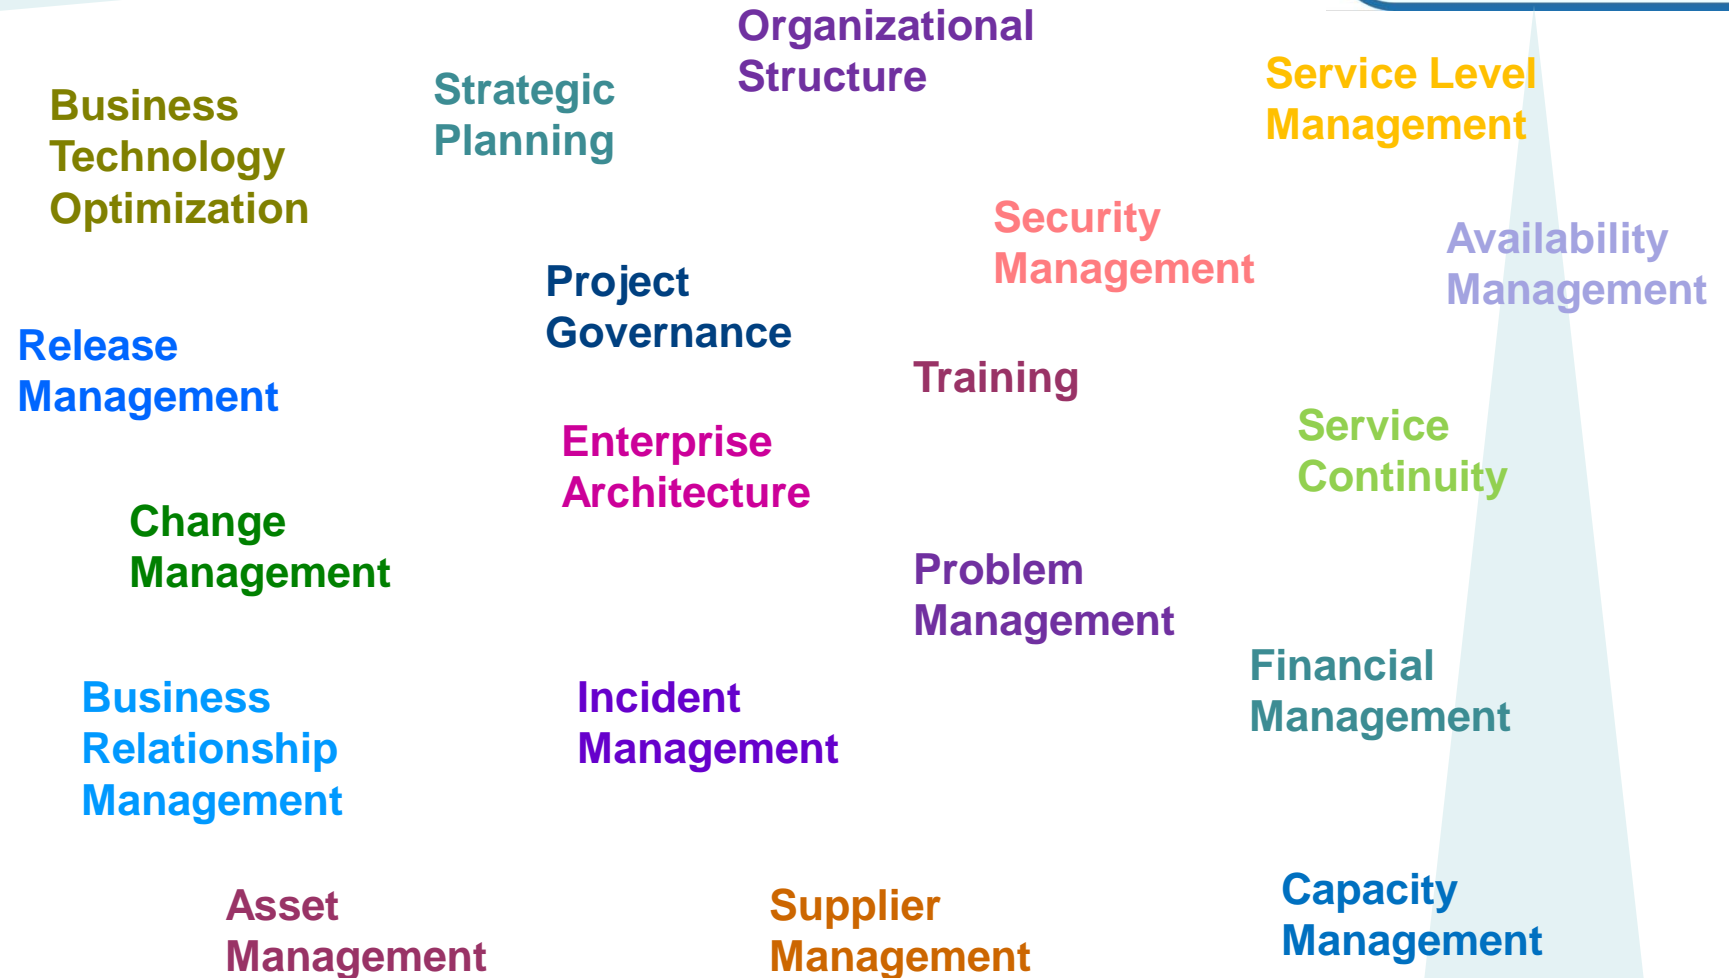 Organizational
Structure
Service Level
Management
Strategic
Planning
Business
Technology
Optimization
Security
Management
Availability
Management
Project
Governance
Release
Management
Training
Service
Continuity
Enterprise
Architecture
Change
Management
Problem
Management
Financial
Management
Business
Relationship
Management
Incident
Management
Capacity
Management
Asset
Management
Supplier
Management